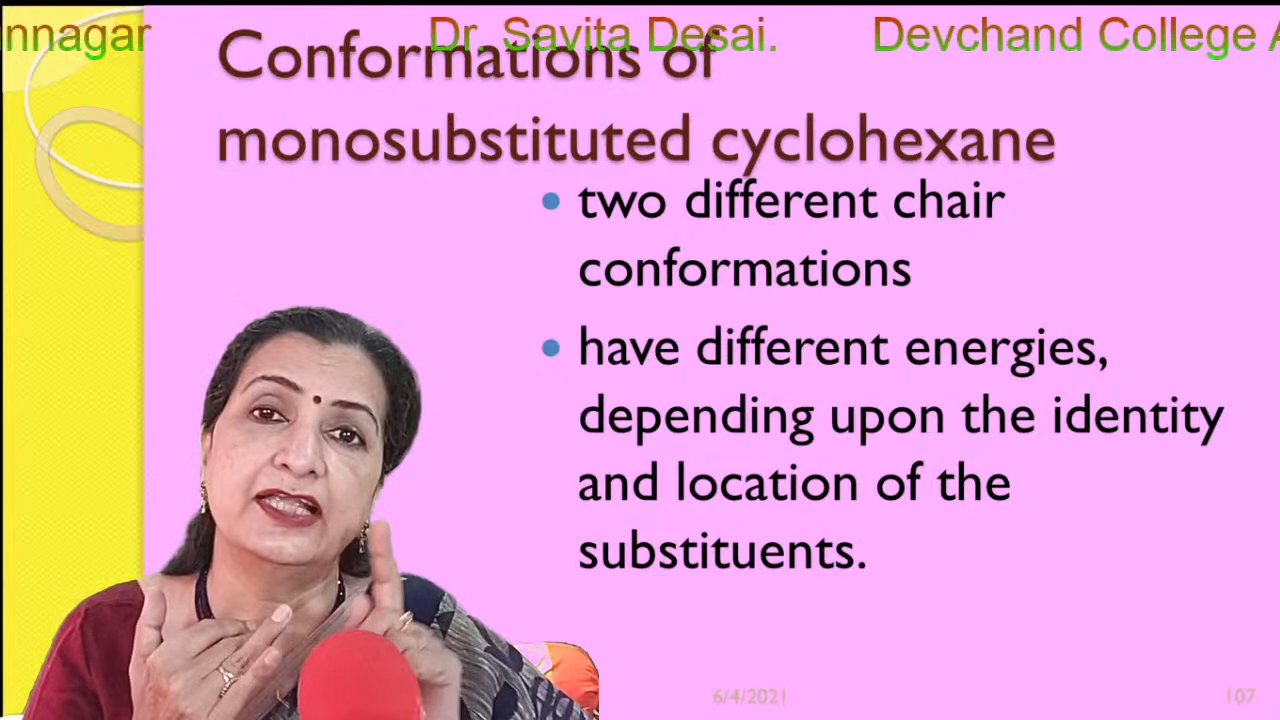 nnagar Dr. Savita Desai. Devchand College A
Conformations of
monosubstituted cyclohexane
• two different chair
conformations
• have different energies,
depending upon the identity
and location of the
substituents.
6/4/2021 107